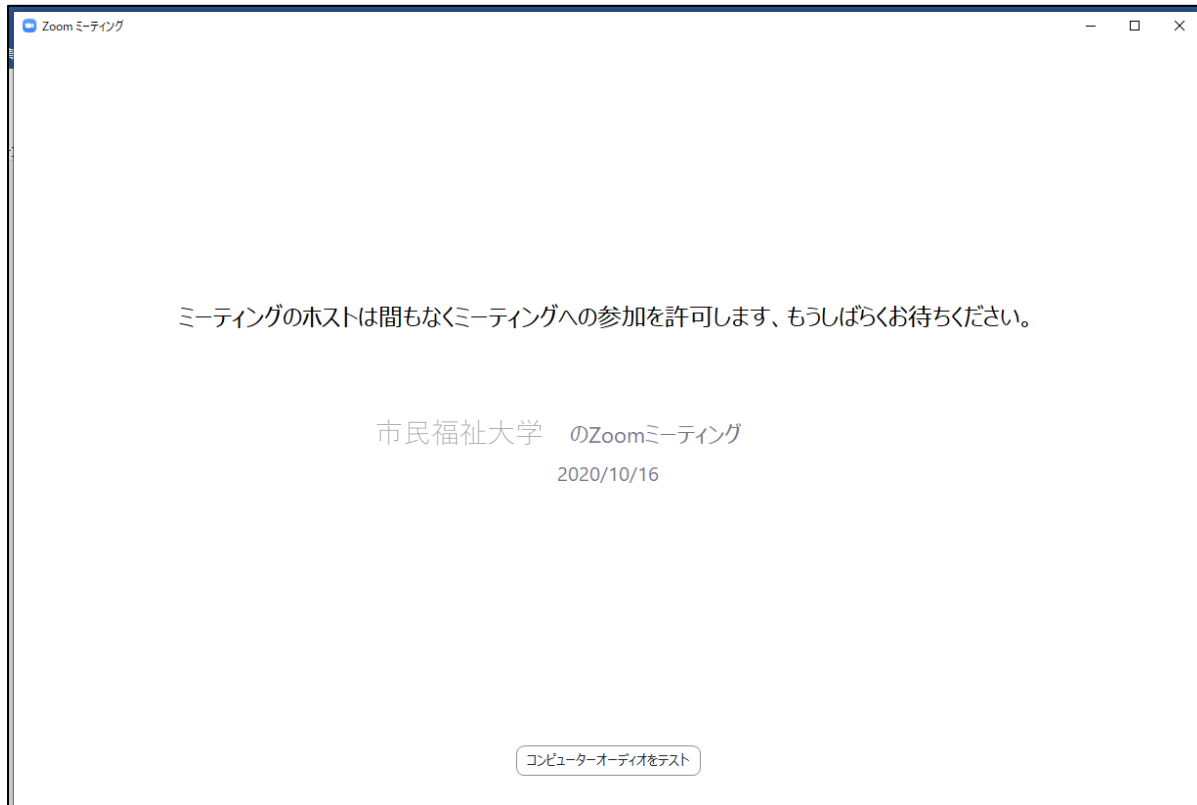 Zoom ミーティング
ミーティングのホストは間もなくミーティングへの参加を許可します、もうしばらくお待ちください。
市民福祉大学 のZoomミーティング
2020/10/16
コンピューターオーディオをテスト